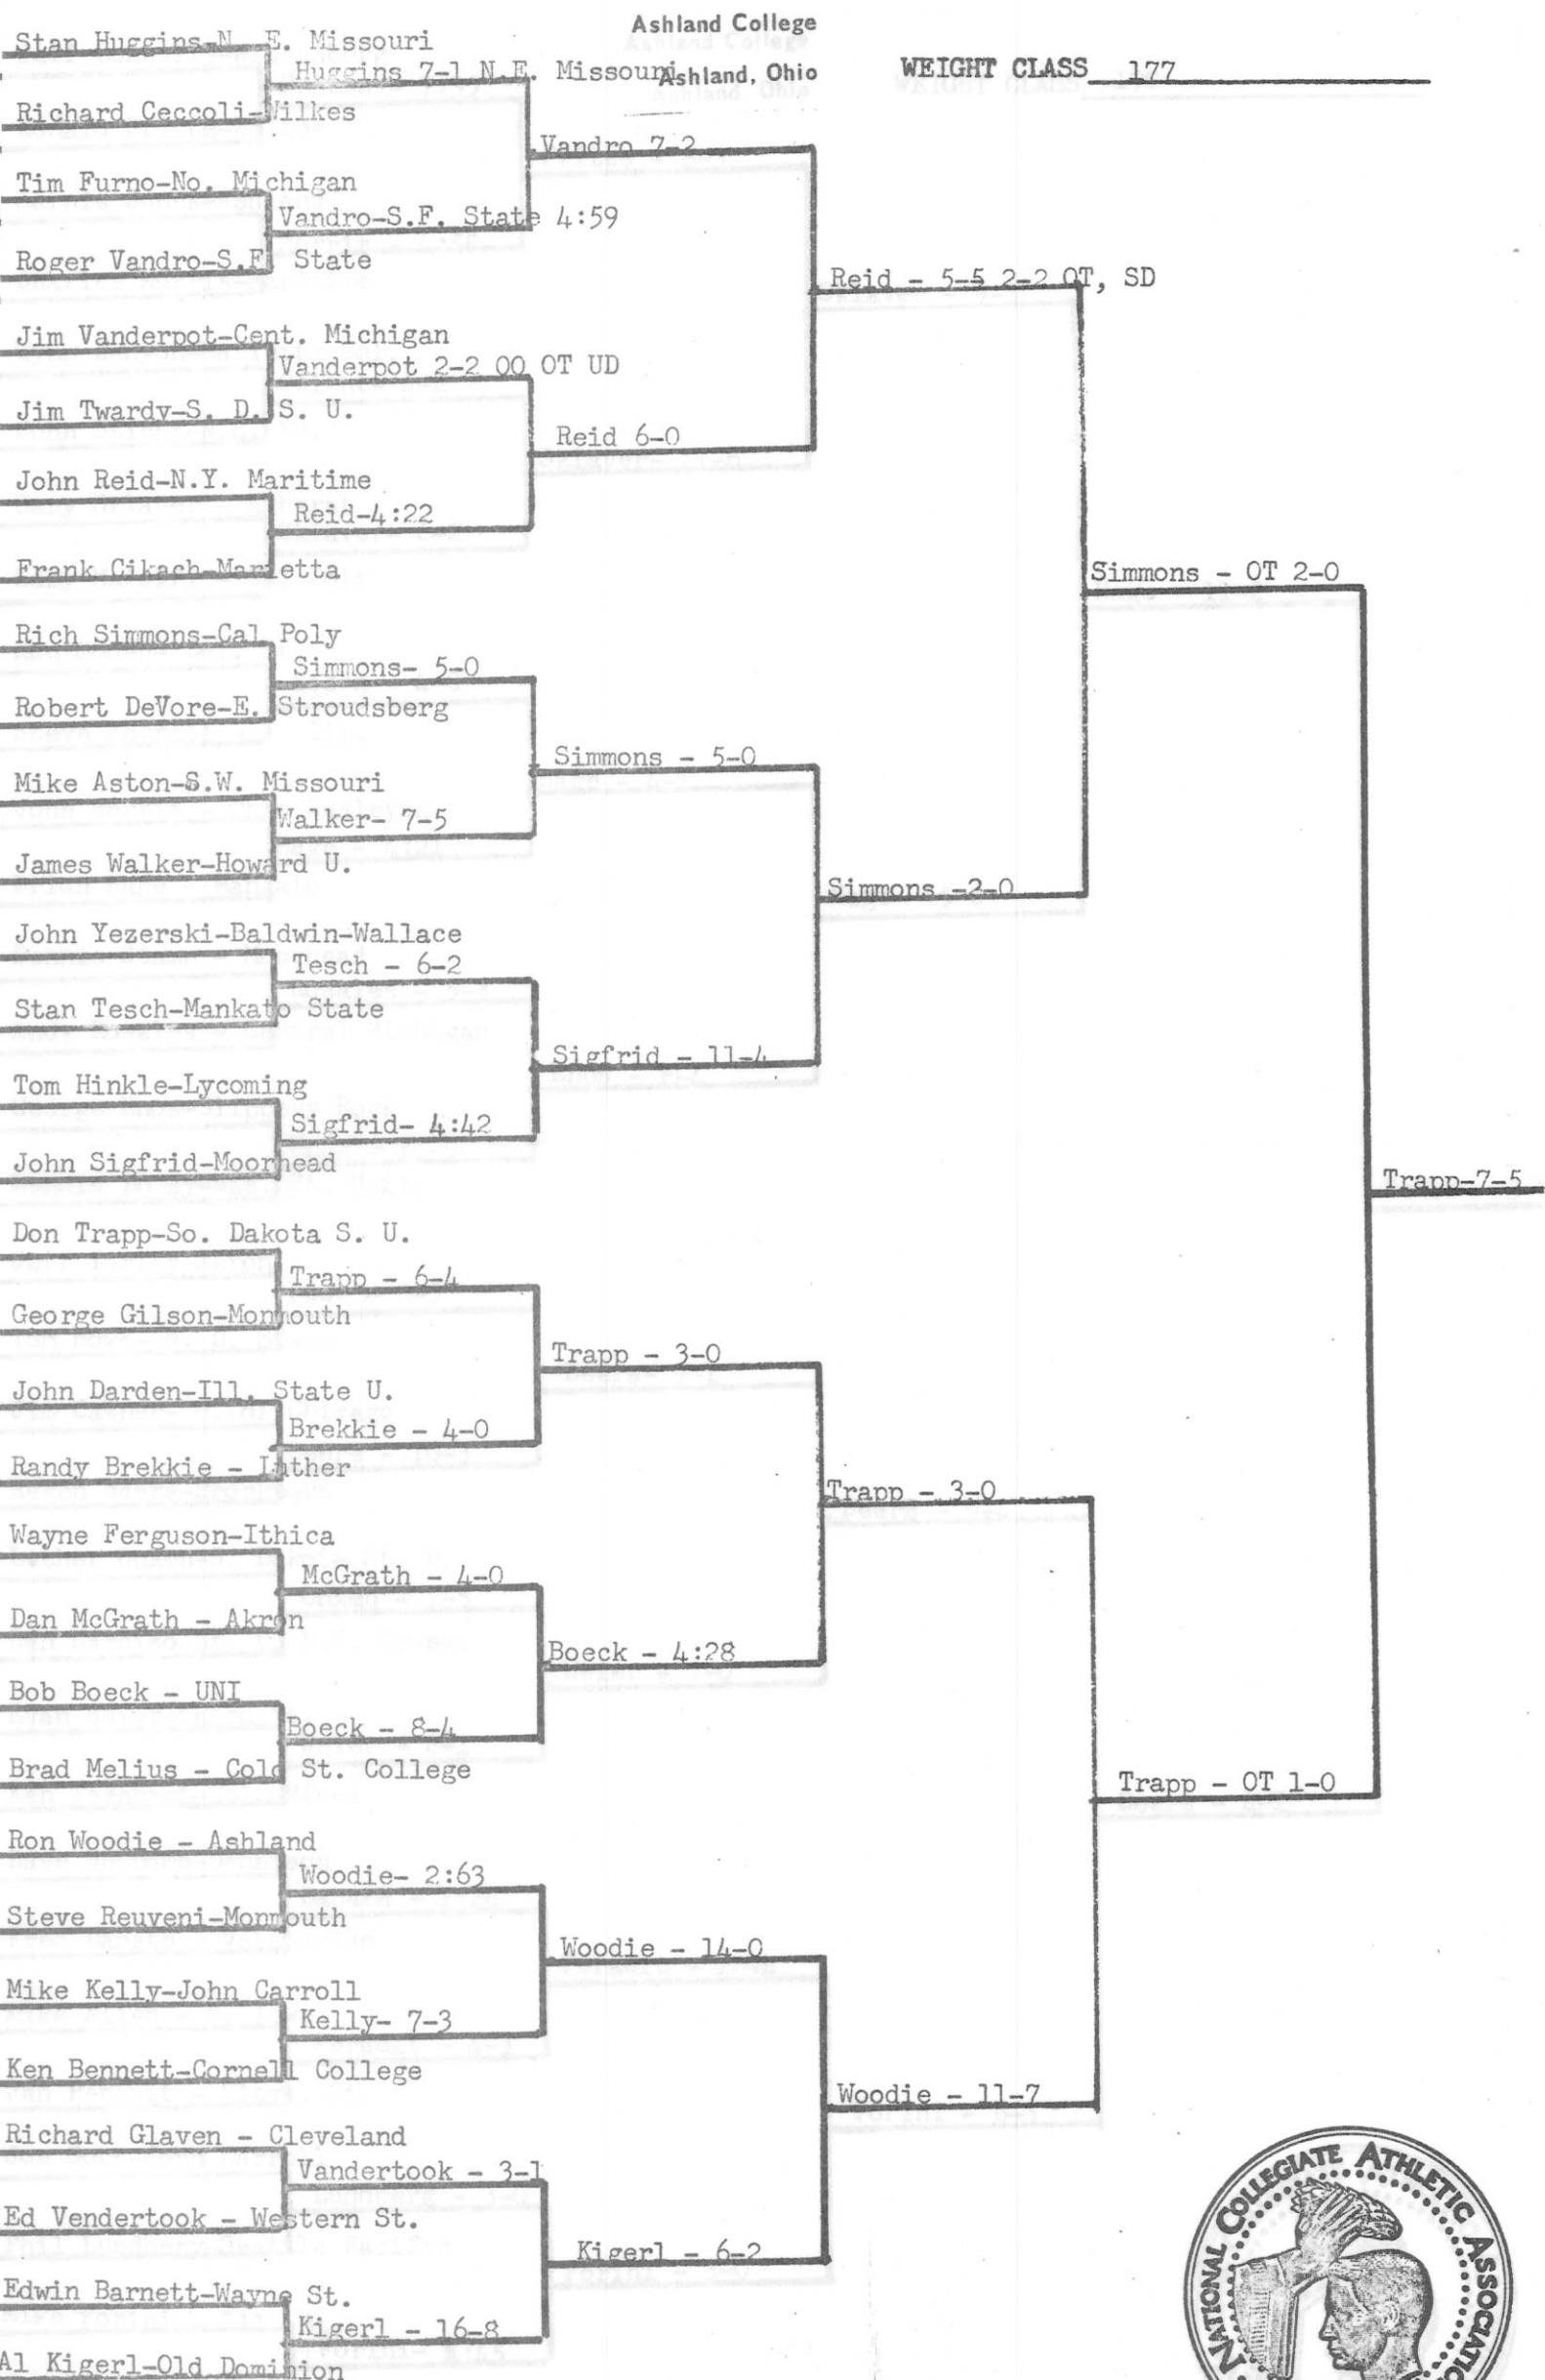 Ashland College
Stan Huggins-N. E. Missouri
Huggins 7-1 N.E. Missouri
Ashland, Ohio
WEIGHT CLASS 177
Richard Ceccoli-Wilkes
Vandro 7-2
Tim Furno-No. Michigan
Vandro-S.F. State 4:59
Roger Vandro-S.F. State
Reid - 5-5 2-2 OT, SD
Jim Vanderpot-Cent. Michigan
Vanderpot 2-2 00 OT UD
Jim Twardy-S. D. S. U.
Reid 6-0
John Reid-N.Y. Maritime
Reid-4:22
Frank Cikach-Marietta
Simmons - OT 2-0
Rich Simmons-Cal Poly
Simmons- 5-0
Robert DeVore-E. Stroudsberg
Simmons - 5-0
Mike Aston-S.W. Missouri
Walker- 7-5
James Walker-Howard U.
Simmons -2-0
John Yezerski-Baldwin-Wallace
Tesch - 6-2
Stan Tesch-Mankato State
Sigfrid - 11-4
Tom Hinkle-Lycoming
Sigfrid- 4:42
John Sigfrid-Moorhead
Trapp-7-5
Don Trapp-So. Dakota S. U.
Trapp - 6-4
George Gilson-Monmouth
Trapp - 3-0
John Darden-Ill. State U.
Brekkie - 4-0
Randy Brekkie - Luther
Trapp - 3-0
Wayne Ferguson-Ithica
McGrath - 4-0
Dan McGrath - Akron
Boeck - 4:28
Bob Boeck - UNI
Boeck - 8-4
Brad Melius - Cold St. College
Trapp - OT 1-0
Ron Woodie - Ashland
Woodie- 2:63
Steve Reuveni-Monmouth
Woodie - 14-0
Mike Kelly-John Carroll
Kelly- 7-3
Ken Bennett-Cornell College
Woodie - 11-7
Richard Glaven - Cleveland
Vandertook - 3-1
Ed Vendertook - Western St.
Kigerl - 6-2
Edwin Barnett-Wayne St.
Kigerl - 16-8
Al Kigerl-Old Dominion
NATIONAL COLLEGIATE ATHLETIC ASSOCIATIO